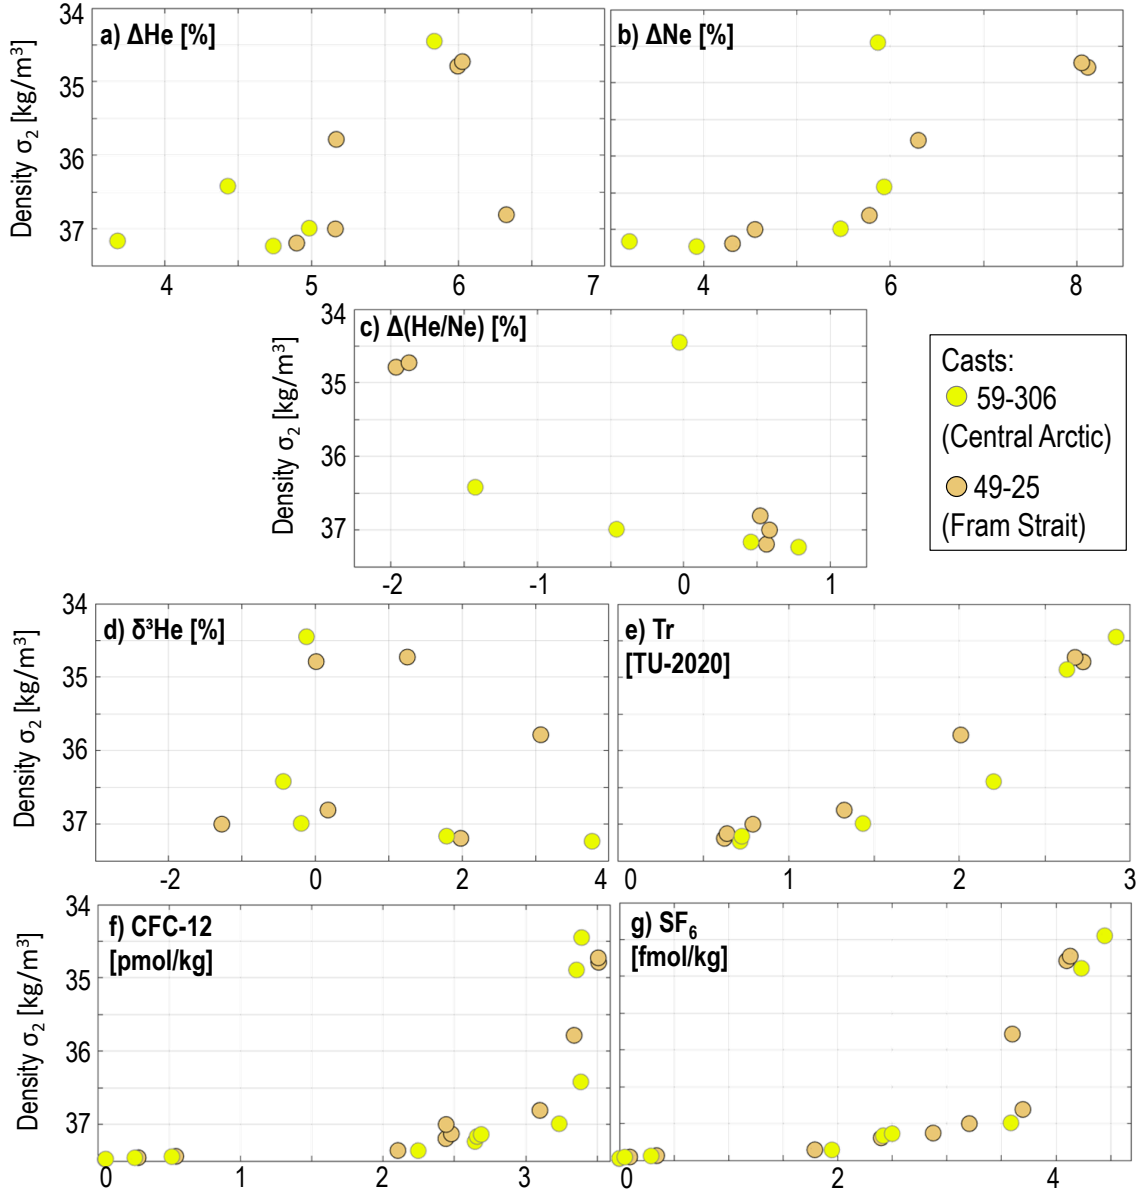 a) ΔHe [%]
34
35
36
37
Density σ₂ [kg/m³]
4 5 6 7
b) ΔNe [%]
4 6 8
c) Δ(He/Ne) [%]
34
35
36
37
Density σ₂ [kg/m³]
-2 -1 0 1
Casts:
59-306
(Central Arctic)
49-25
(Fram Strait)
d) δ³He [%]
34
35
36
37
Density σ₂ [kg/m³]
-2 0 2 4
e) Tr
[TU-2020]
0 1 2 3
f) CFC-12
[pmol/kg]
34
35
36
37
Density σ₂ [kg/m³]
0 1 2 3
g) SF₆
[fmol/kg]
0 2 4